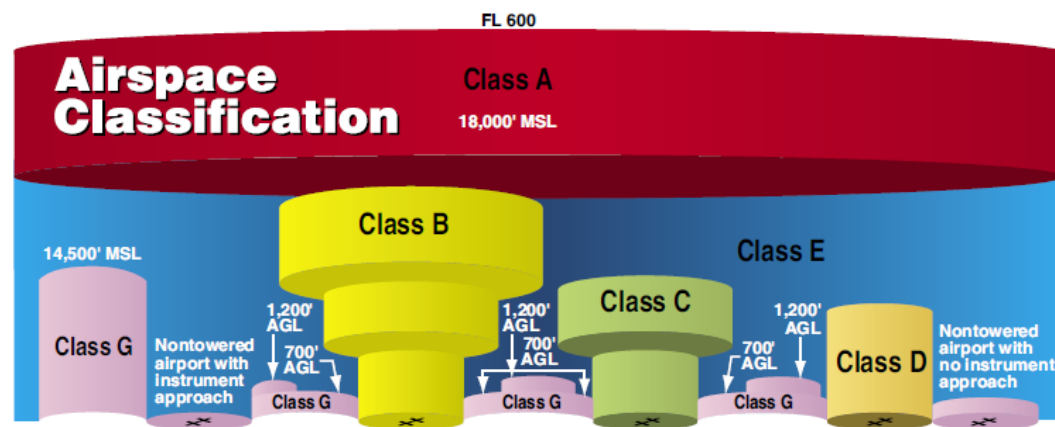 FL 600
Airspace
Classification
Class A
18,000' MSL
Class B
14,500' MSL
Class E
Class C
1,200'
AGL
1,200'
AGL
1,200'
AGL
Class G
Nontowered
airport with
instrument
approach
700'
AGL
700'
AGL
700'
AGL
Class D
Nontowered
airport with
no instrument
approach
Class G
Class G
Class G